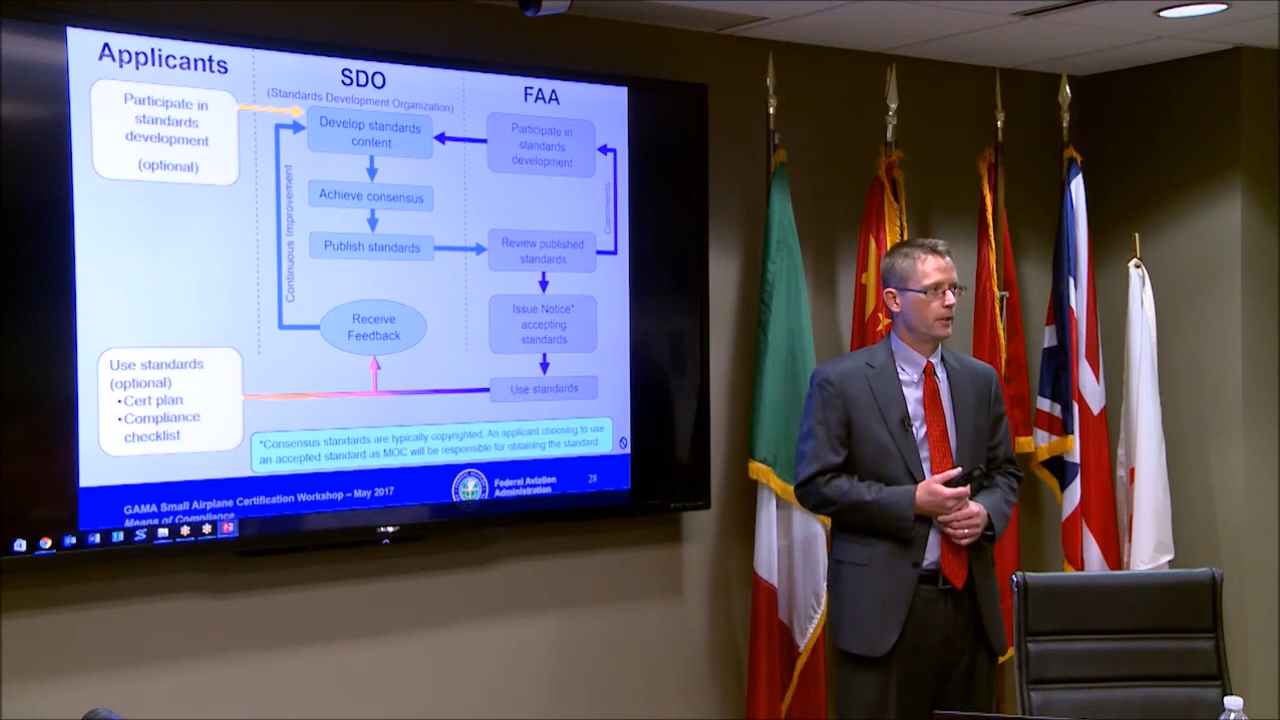 Applicants
Participate in
standards
development
(optional)
Use standards
(optional)
•Cert plan
•Compliance
checklist
SDO
(Standards Development Organization)
Develop standards
content
Achieve consensus
Publish standards
Continuous Improvement
Receive
Feedback
FAA
Participate in
standards
development
Comments
Review published
standards
Issue Notice*
accepting
standards
Use standards
*Consensus standards are typically copyrighted. An applicant choosing to use
an accepted standard as MOC will be responsible for obtaining the standard.
GAMA Small Airplane Certification Workshop – May 2017
Means of Compliance
Federal Aviation
Administration
28